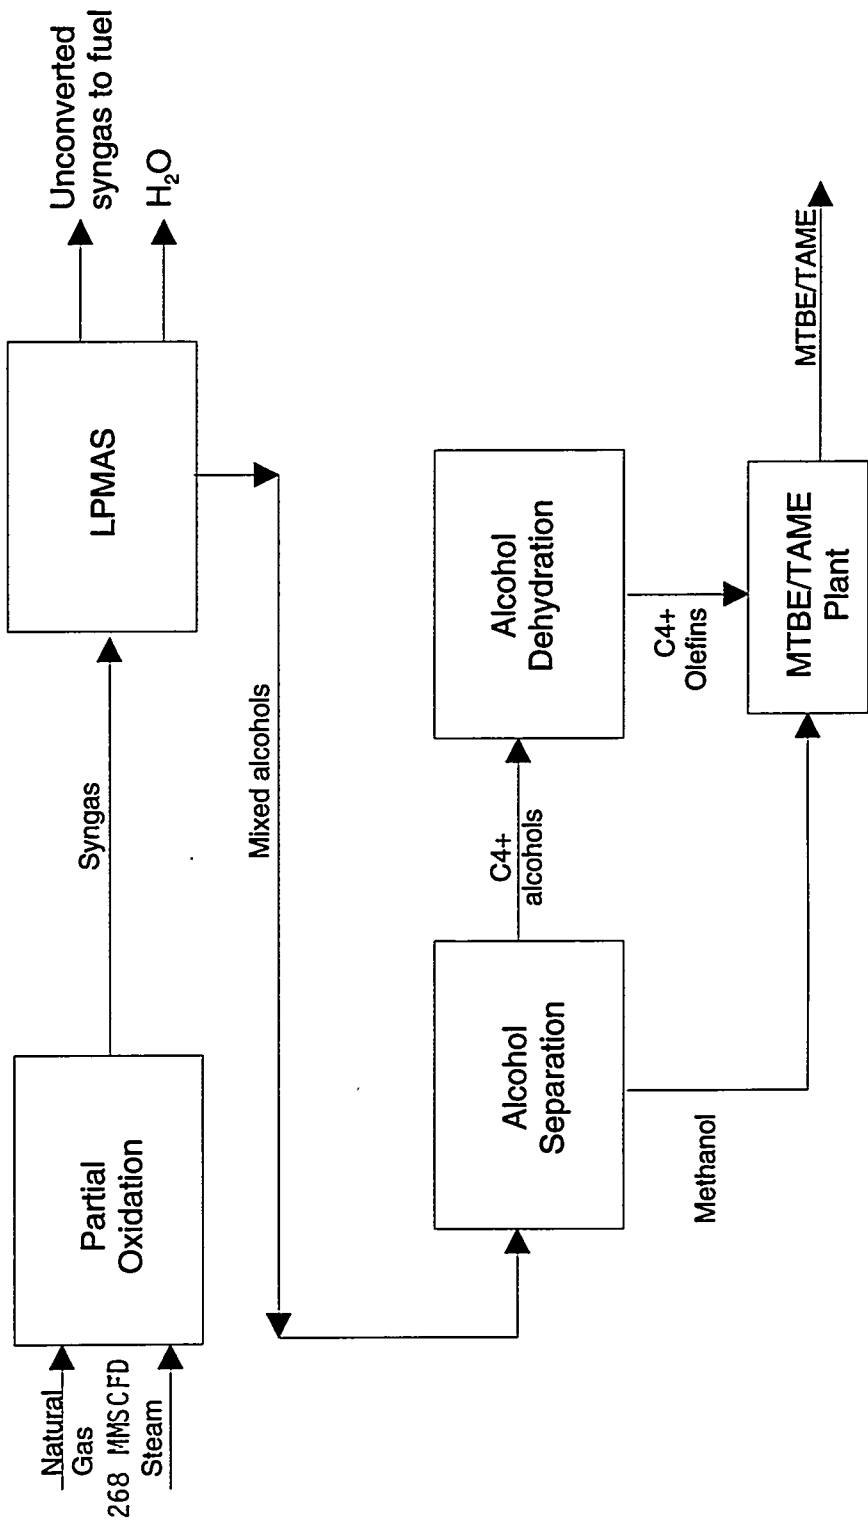 Natural
Gas
268 MMSCFD
Steam
Partial
Oxidation
Syngas
LPMAS
Unconverted
syngas to fuel
H₂O
Mixed alcohols
Alcohol
Separation
C4+
alcohols
Alcohol
Dehydration
Methanol
C4+
Olefins
MTBE/TAME
Plant
MTBE/TAME